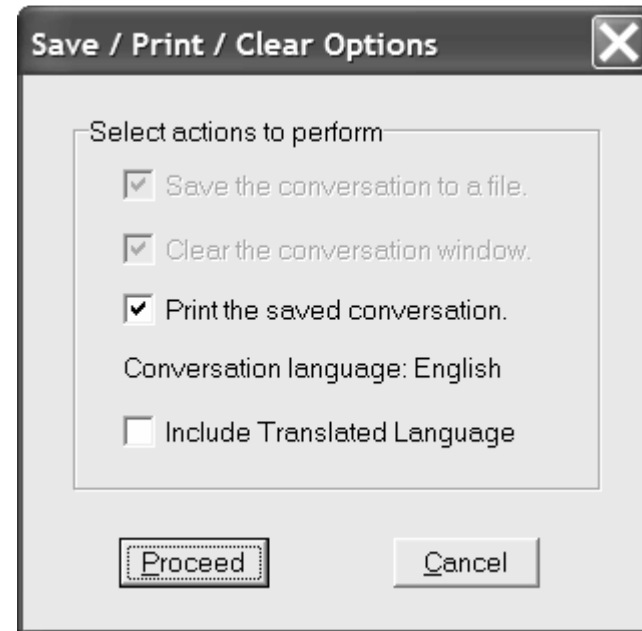 Save / Print / Clear Options
Select actions to perform
Save the conversation to a file.
Clear the conversation window.
Print the saved conversation.
Conversation language: English
Include Translated Language
Proceed
Cancel